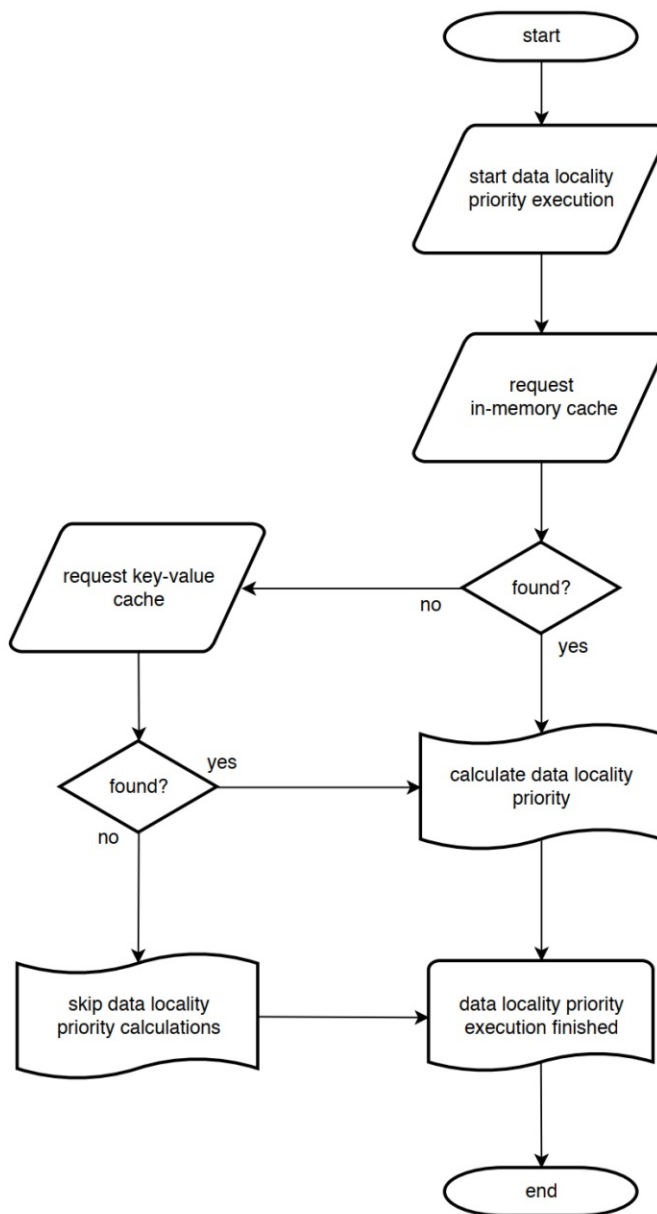 start
start data locality
priority execution
request
in-memory cache
found?
no
yes
request key-value
cache
found?
yes
no
calculate data locality
priority
skip data locality
priority calculations
data locality priority
execution finished
end